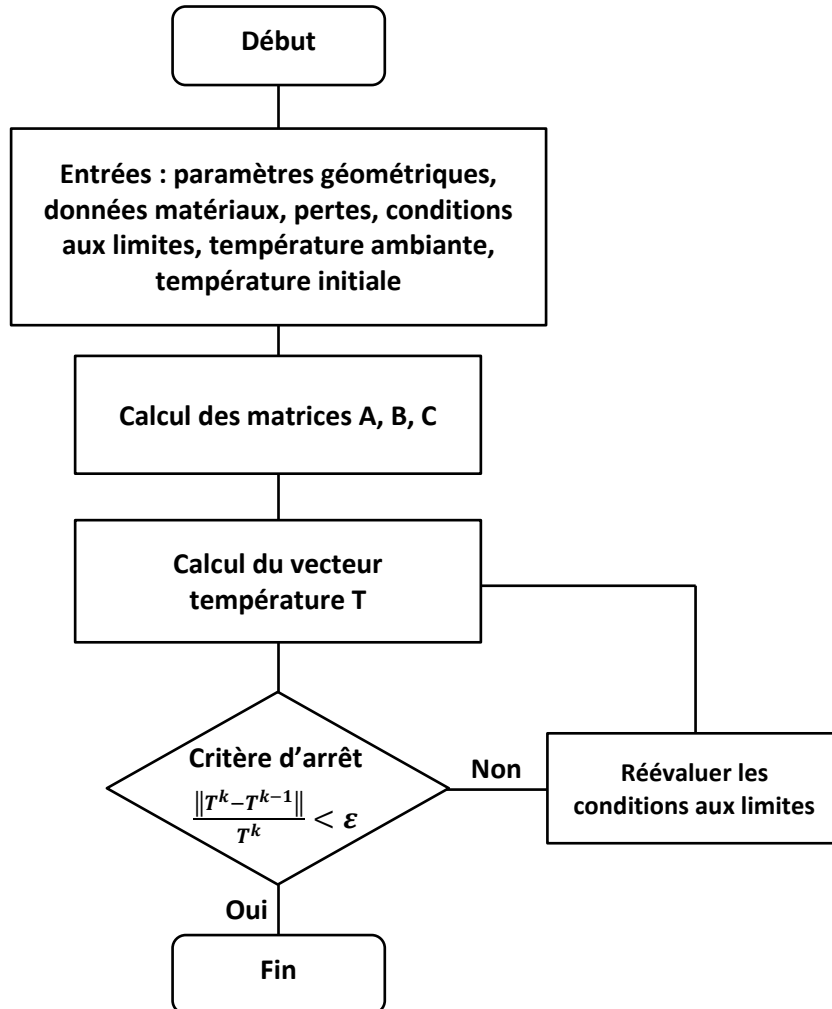 Début
Entrées : paramètres géométriques,
données matériaux, pertes, conditions
aux limites, température ambiante,
température initiale
Calcul des matrices A, B, C
Calcul du vecteur
température T
Critère d’arrêt
‖T^k−T^{k−1}‖ / T^k < ε
Non
Réévaluer les
conditions aux limites
Oui
Fin